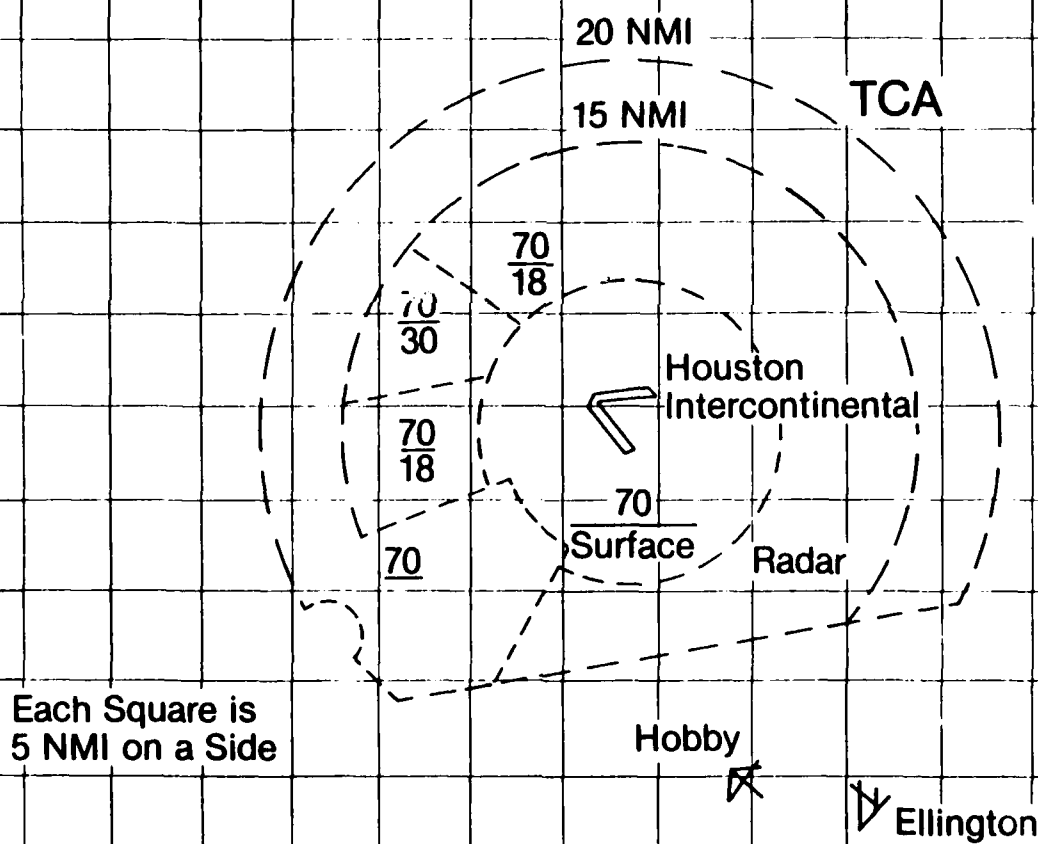 20 NMI
TCA
15 NMI
70
18
70
30
Houston
Intercontinental
70
18
70
Surface
70
Radar
Each Square is
5 NMI on a Side
Hobby
Ellington